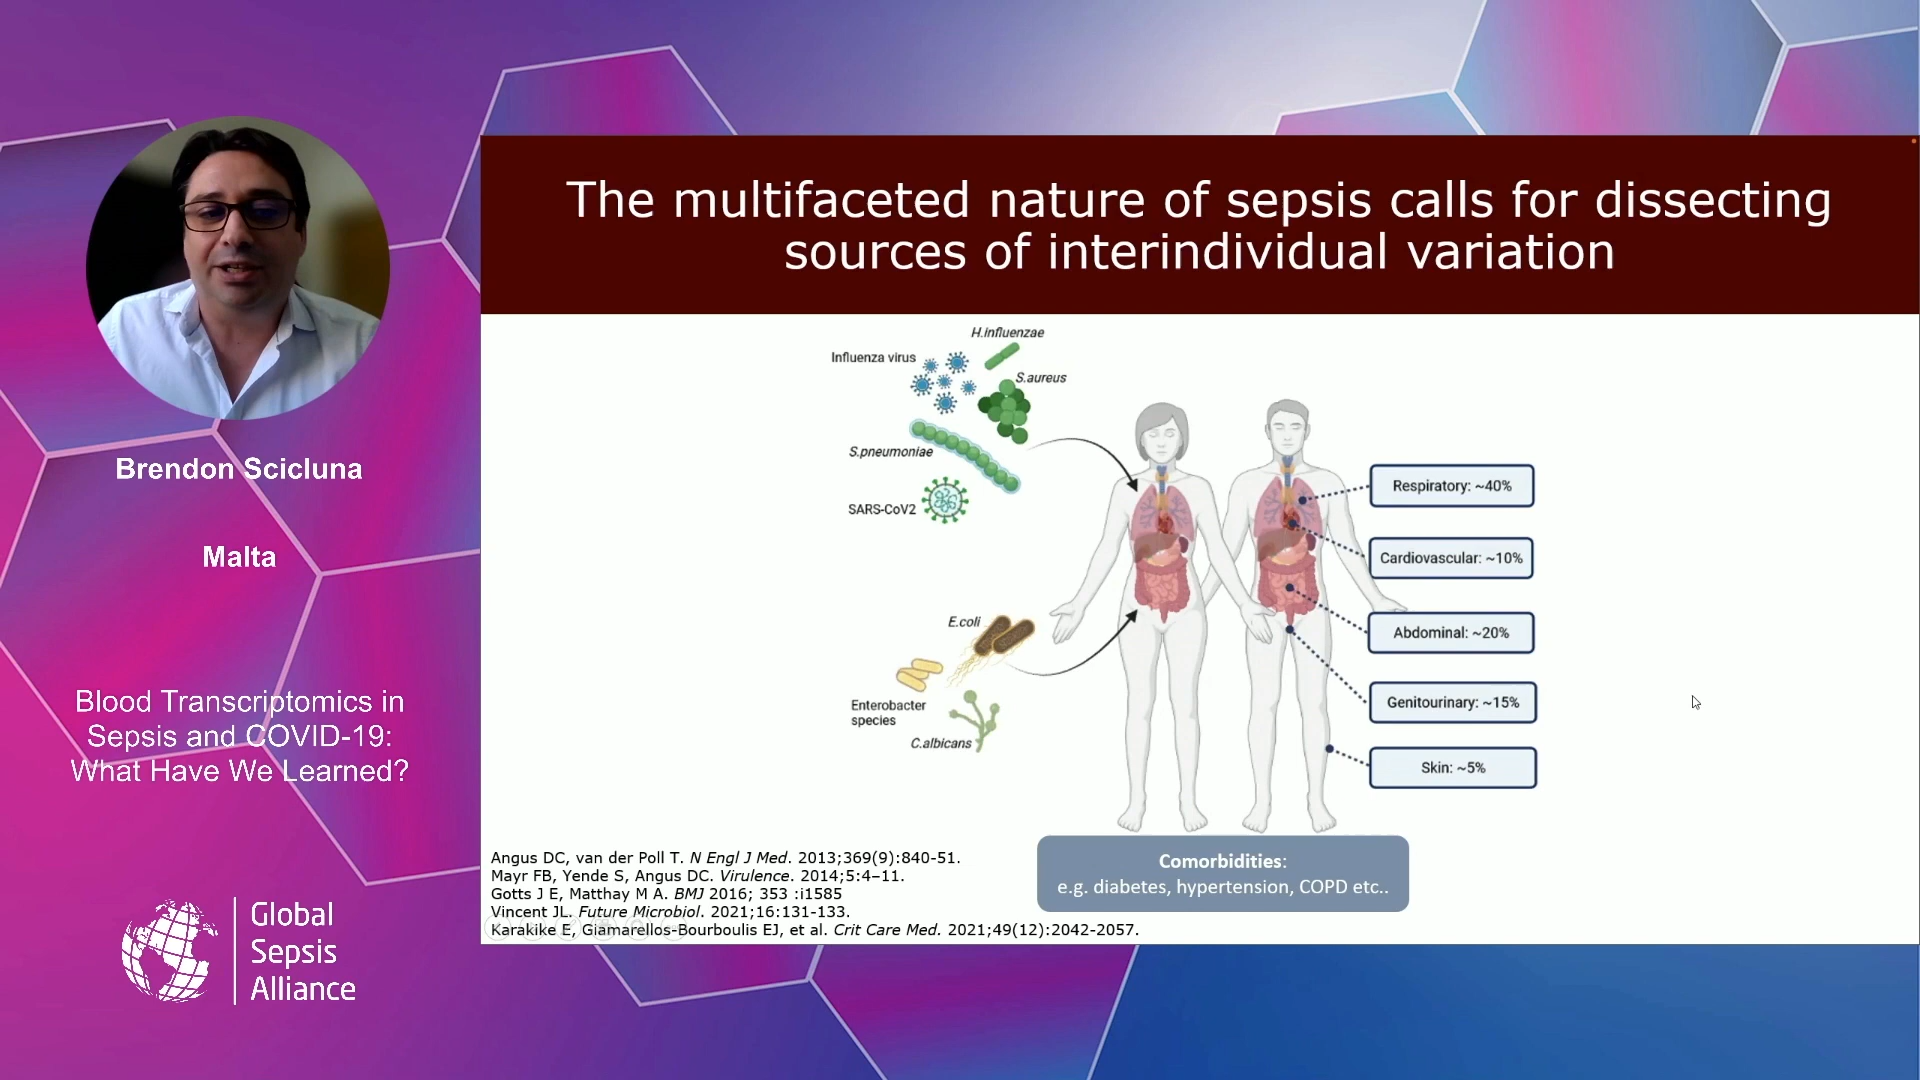 Brendon Scicluna
Malta
Blood Transcriptomics in
Sepsis and COVID-19:
What Have We Learned?
Global
Sepsis
Alliance
The multifaceted nature of sepsis calls for dissecting
sources of interindividual variation
H.influenzae
Influenza virus
S.aureus
S.pneumoniae
SARS-CoV2
E.coli
Enterobacter
species
C.albicans
Respiratory: ~40%
Cardiovascular: ~10%
Abdominal: ~20%
Genitourinary: ~15%
Skin: ~5%
Comorbidities:
e.g. diabetes, hypertension, COPD etc..
Angus DC, van der Poll T. N Engl J Med. 2013;369(9):840-51.
Mayr FB, Yende S, Angus DC. Virulence. 2014;5:4–11.
Gotts J E, Matthay M A. BMJ 2016; 353 :i1585
Vincent JL. Future Microbiol. 2021;16:131-133.
Karakike E, Giamarellos-Bourboulis EJ, et al. Crit Care Med. 2021;49(12):2042-2057.